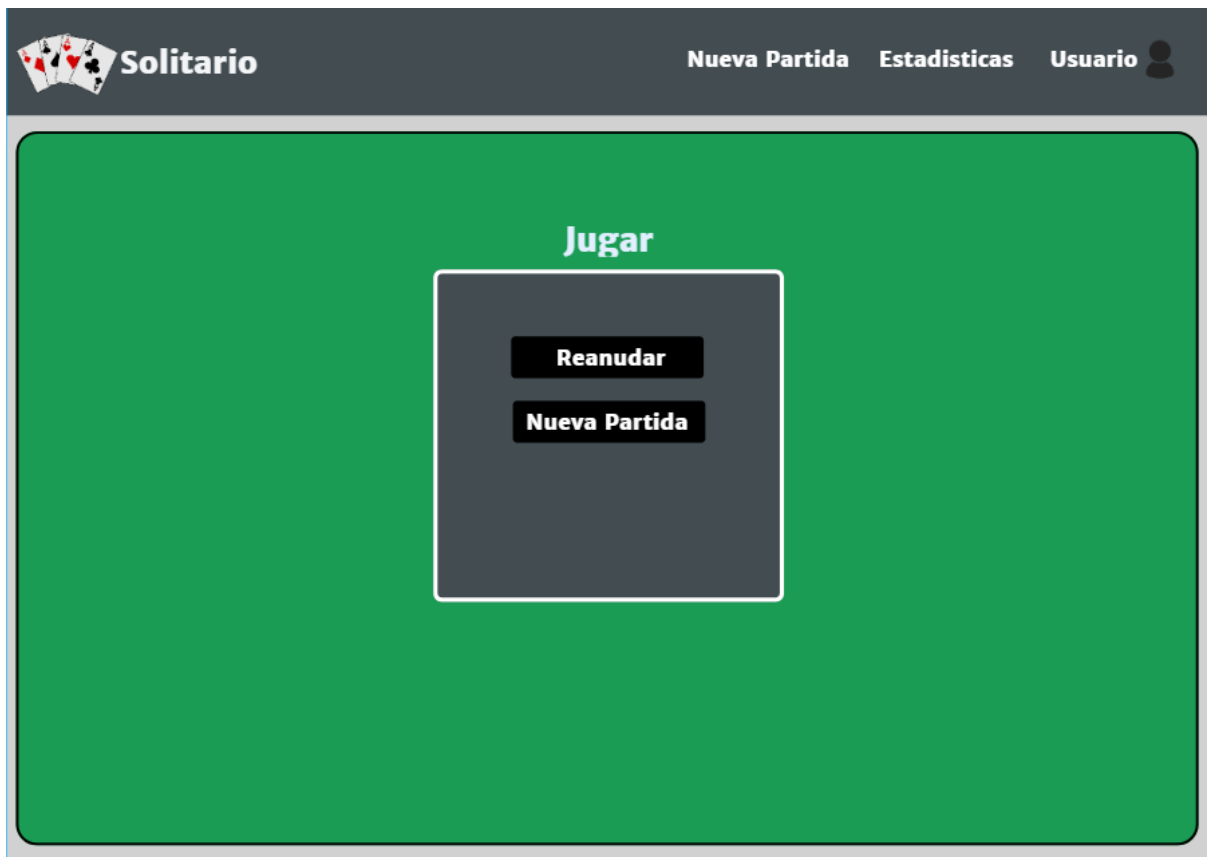 Solitario
Nueva Partida
Estadisticas
Usuario
Jugar
Reanudar
Nueva Partida